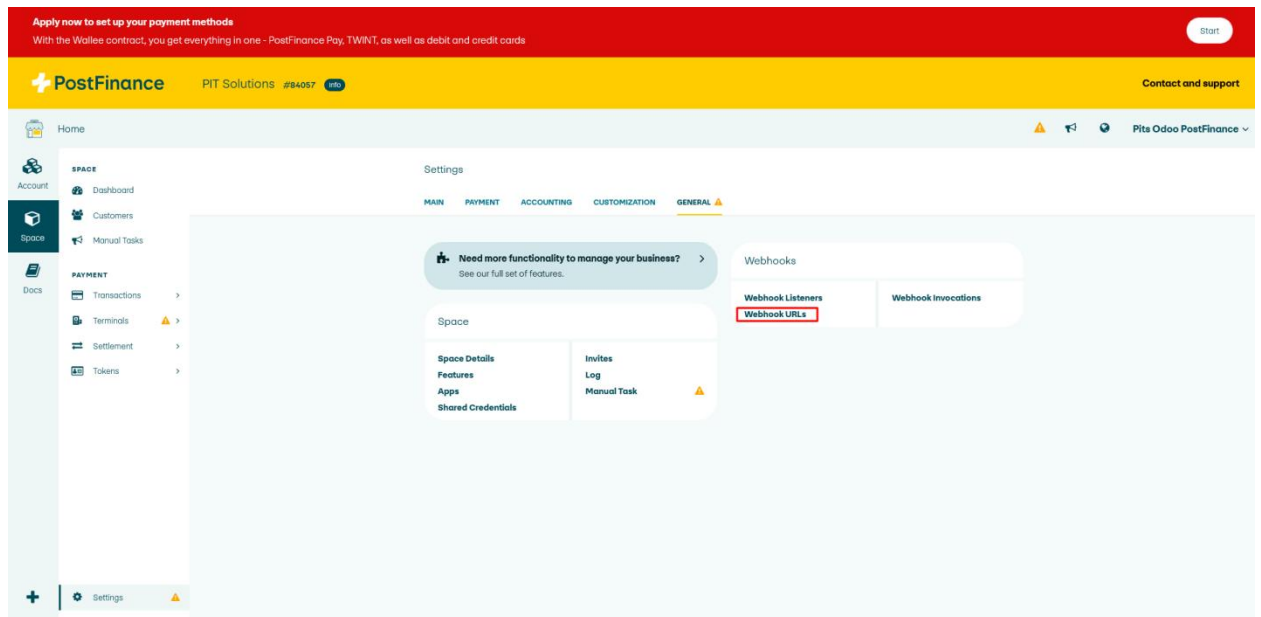 Apply now to set up your payment methods
With the Wallee contract, you get everything in one - PostFinance Pay, TWINT, as well as debit and credit cards
Start
PostFinance
PIT Solutions #84057 Info
Contact and support
Home
Pits Odoo PostFinance
Account
Space
Docs
SPACE
Dashboard
Customers
Manual Tasks
PAYMENT
Transactions
Terminals
Settlement
Tokens
Settings
Settings
MAIN PAYMENT ACCOUNTING CUSTOMIZATION GENERAL
Need more functionality to manage your business?
See our full set of features.
Space
Space Details
Features
Apps
Shared Credentials
Invites
Log
Manual Task
Webhooks
Webhook Listeners
Webhook URLs
Webhook Invocations